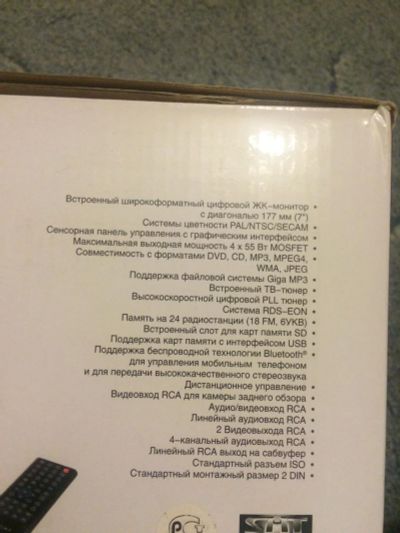 Встроенный широкоформатный цифровой ЖК-монитор •
с диагональю 177 мм (7")
Системы цветности PAL/NTSC/SECAM •
Сенсорная панель управления с графическим интерфейсом •
Максимальная выходная мощность 4 x 55 Вт MOSFET •
Совместимость с форматами DVD, CD, MP3, MPEG4, •
WMA, JPEG
Поддержка файловой системы Giga MP3 •
Встроенный ТВ-тюнер •
Высокоскоростной цифровой PLL тюнер •
Система RDS-EON •
Память на 24 радиостанции (18 FM, 6УКВ) •
Встроенный слот для карт памяти SD •
Поддержка карт памяти с интерфейсом USB •
Поддержка беспроводной технологии Bluetooth® •
для управления мобильным телефоном
и для передачи высококачественного стереозвука
Дистанционное управление •
Видеовход RCA для камеры заднего обзора •
Аудио/видеовход RCA •
Линейный аудиовход RCA •
2 Видеовыхода RCA •
4-канальный аудиовыход RCA •
Линейный RCA выход на сабвуфер •
Стандартный разъем ISO •
Стандартный монтажный размер 2 DIN •